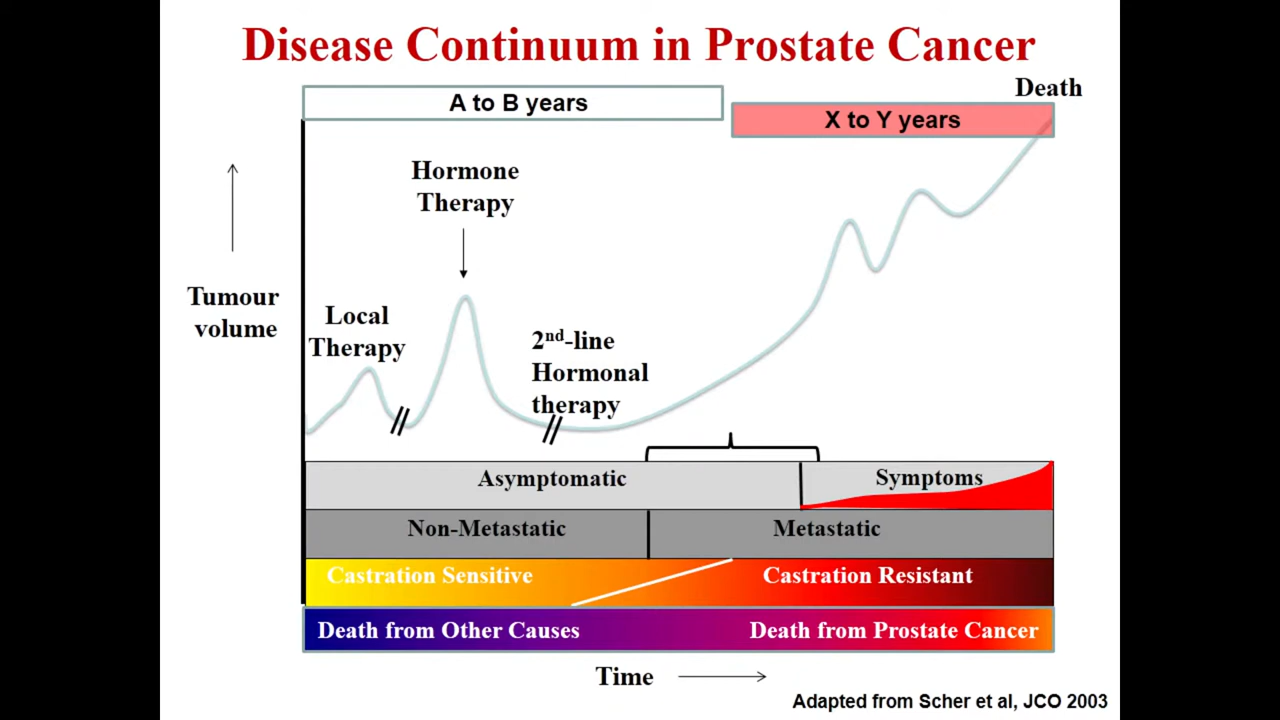 Disease Continuum in Prostate Cancer
Death
A to B years
X to Y years
Hormone
Therapy
Tumour
volume
Local
Therapy
2nd-line
Hormonal
therapy
Asymptomatic
Symptoms
Non-Metastatic
Metastatic
Castration Sensitive
Castration Resistant
Death from Other Causes
Death from Prostate Cancer
Time
Adapted from Scher et al, JCO 2003